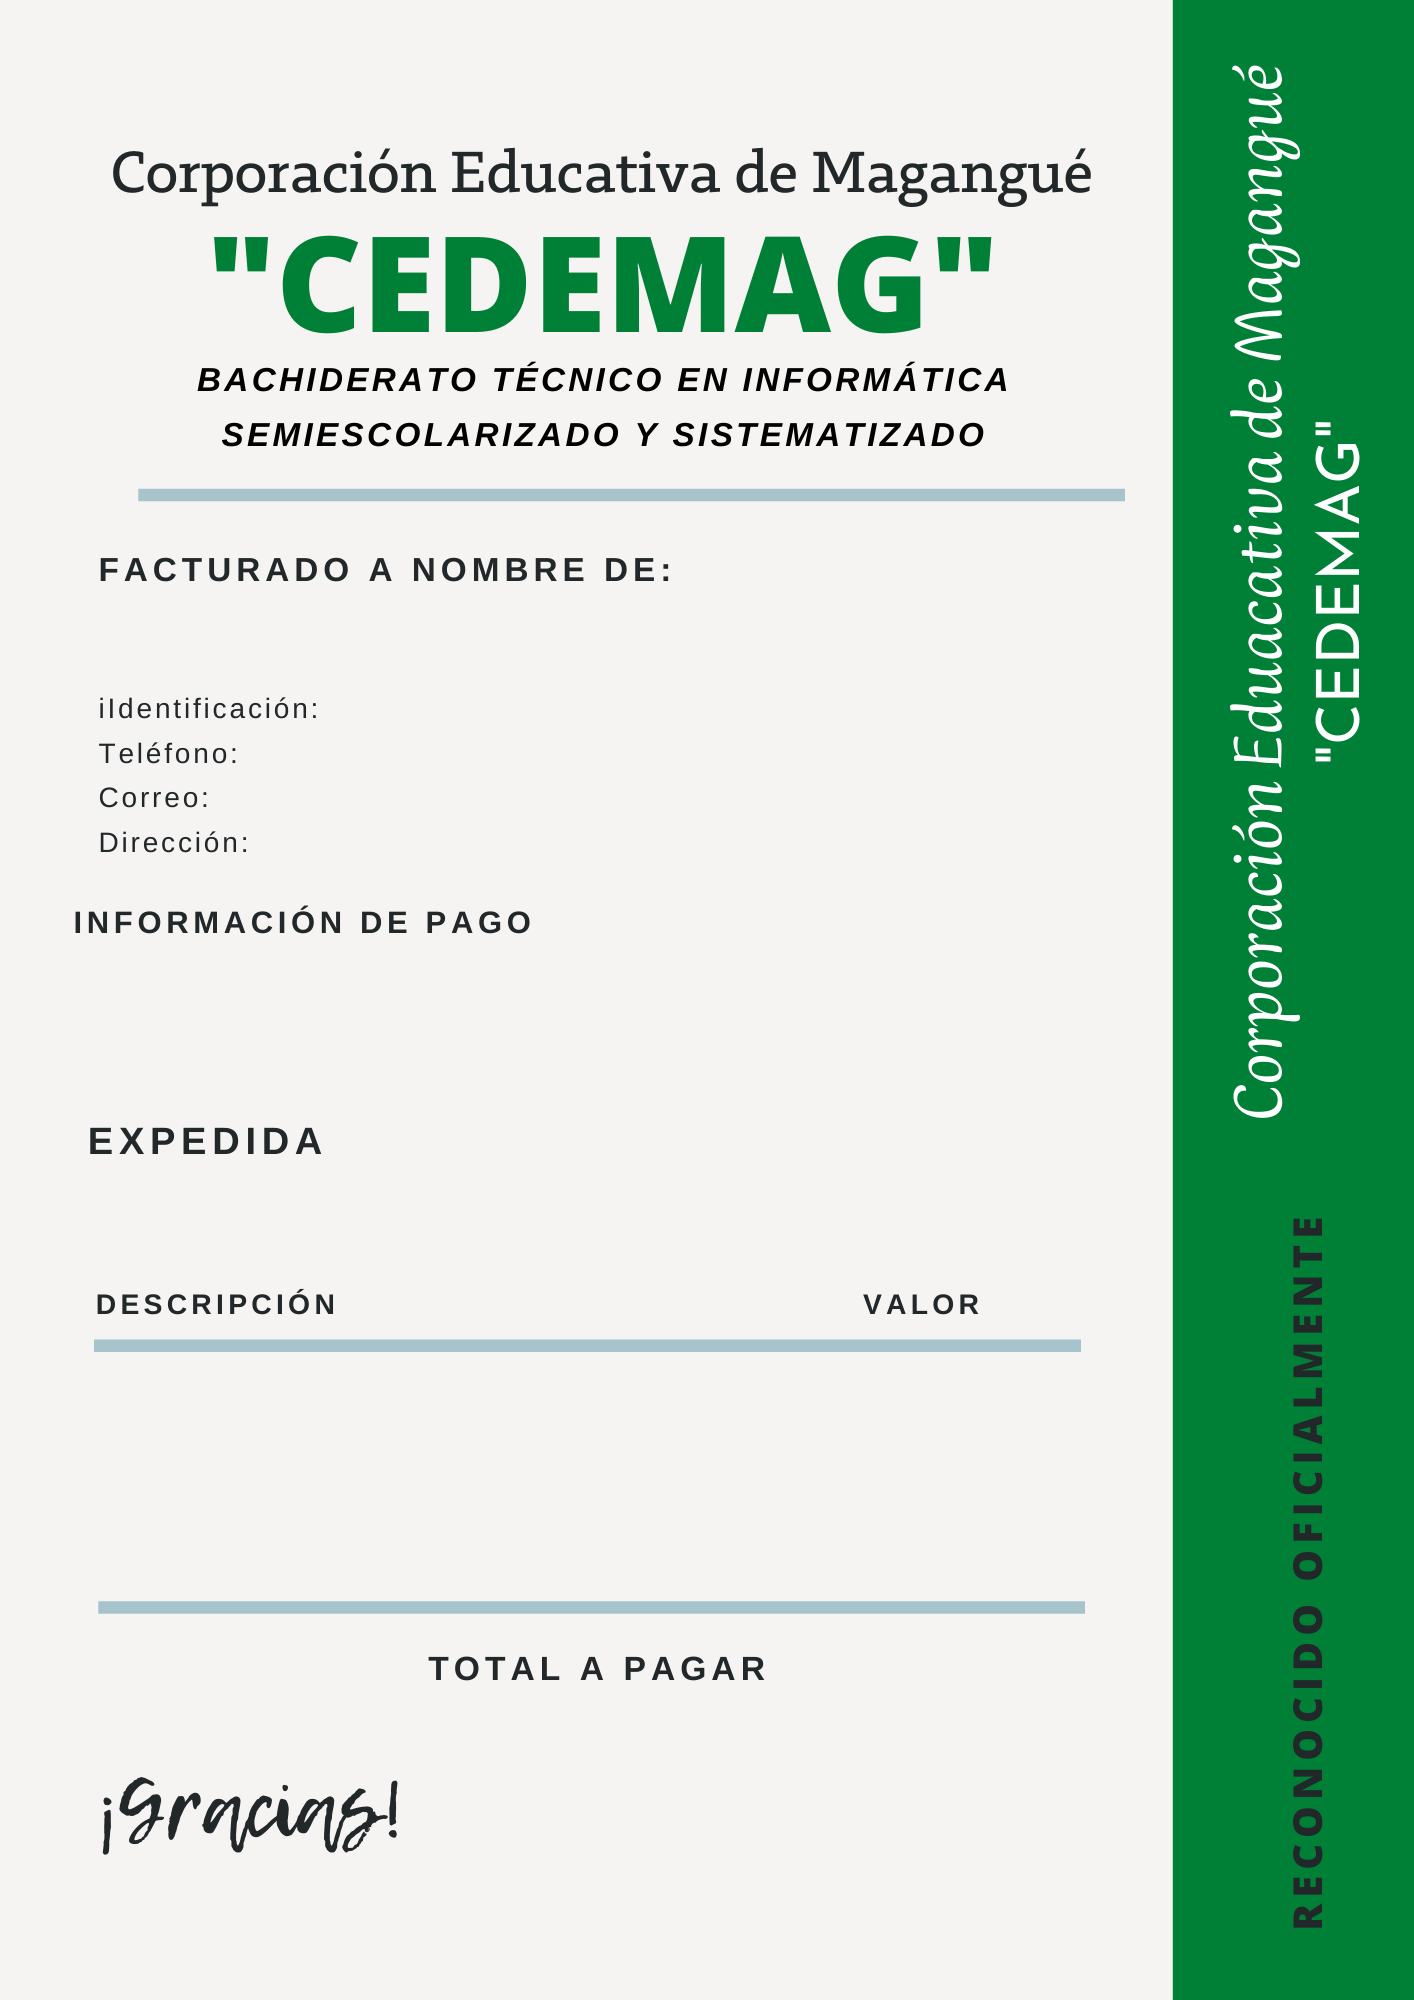 Corporación Educativa de Magangué
"CEDEMAG"
BACHIDERATO TÉCNICO EN INFORMÁTICA
SEMIESCOLARIZADO Y SISTEMATIZADO
FACTURADO A NOMBRE DE:
iIdentificación:
Teléfono:
Correo:
Dirección:
INFORMACIÓN DE PAGO
EXPEDIDA
DESCRIPCIÓN VALOR
TOTAL A PAGAR
¡Gracias!
Corporación Eduacativa de Magangué
"CEDEMAG"
RECONOCIDO OFICIALMENTE